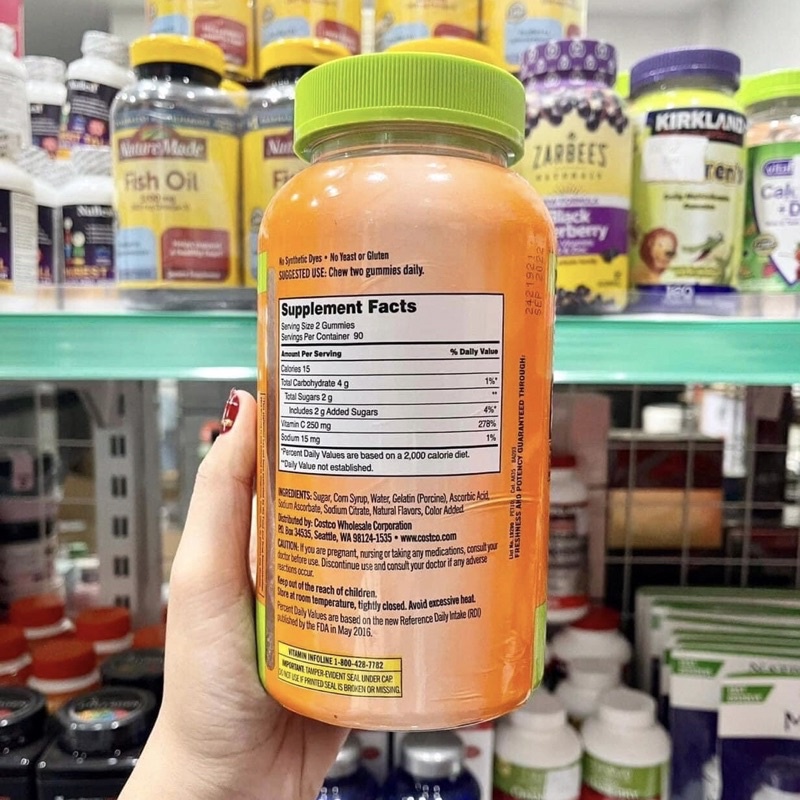 NatureMade
Fish Oil
ZARBEE'S
NATURALS
Black
KIRKLAND
No Synthetic Dyes • No Yeast or Gluten
SUGGESTED USE: Chew two gummies daily.
Supplement Facts
Serving Size 2 Gummies
Servings Per Container 90
Amount Per Serving % Daily Value
Calories 15
Total Carbohydrate 4 g 1%*
Total Sugars 2 g **
Includes 2 g Added Sugars 4%*
Vitamin C 250 mg 278%
Sodium 15 mg 1%
*Percent Daily Values are based on a 2,000 calorie diet.
**Daily Value not established.
INGREDIENTS: Sugar, Corn Syrup, Water, Gelatin (Porcine), Ascorbic Acid,
Sodium Ascorbate, Sodium Citrate, Natural Flavors, Color Added.
Distributed by: Costco Wholesale Corporation
P.O. Box 34535, Seattle, WA 98124-1535 • www.costco.com
CAUTION: If you are pregnant, nursing or taking any medications, consult your
doctor before use. Discontinue use and consult your doctor if any adverse
reactions occur.
Keep out of the reach of children.
Store at room temperature, tightly closed. Avoid excessive heat.
Percent Daily Values are based on the new Reference Daily Intake (RDI)
published by the FDA in May 2016.
VITAMIN INFOLINE 1-800-428-7782
IMPORTANT: TAMPER-EVIDENT SEAL UNDER CAP.
DO NOT USE IF PRINTED SEAL IS BROKEN OR MISSING.
FRESHNESS AND POTENCY GUARANTEED THROUGH: